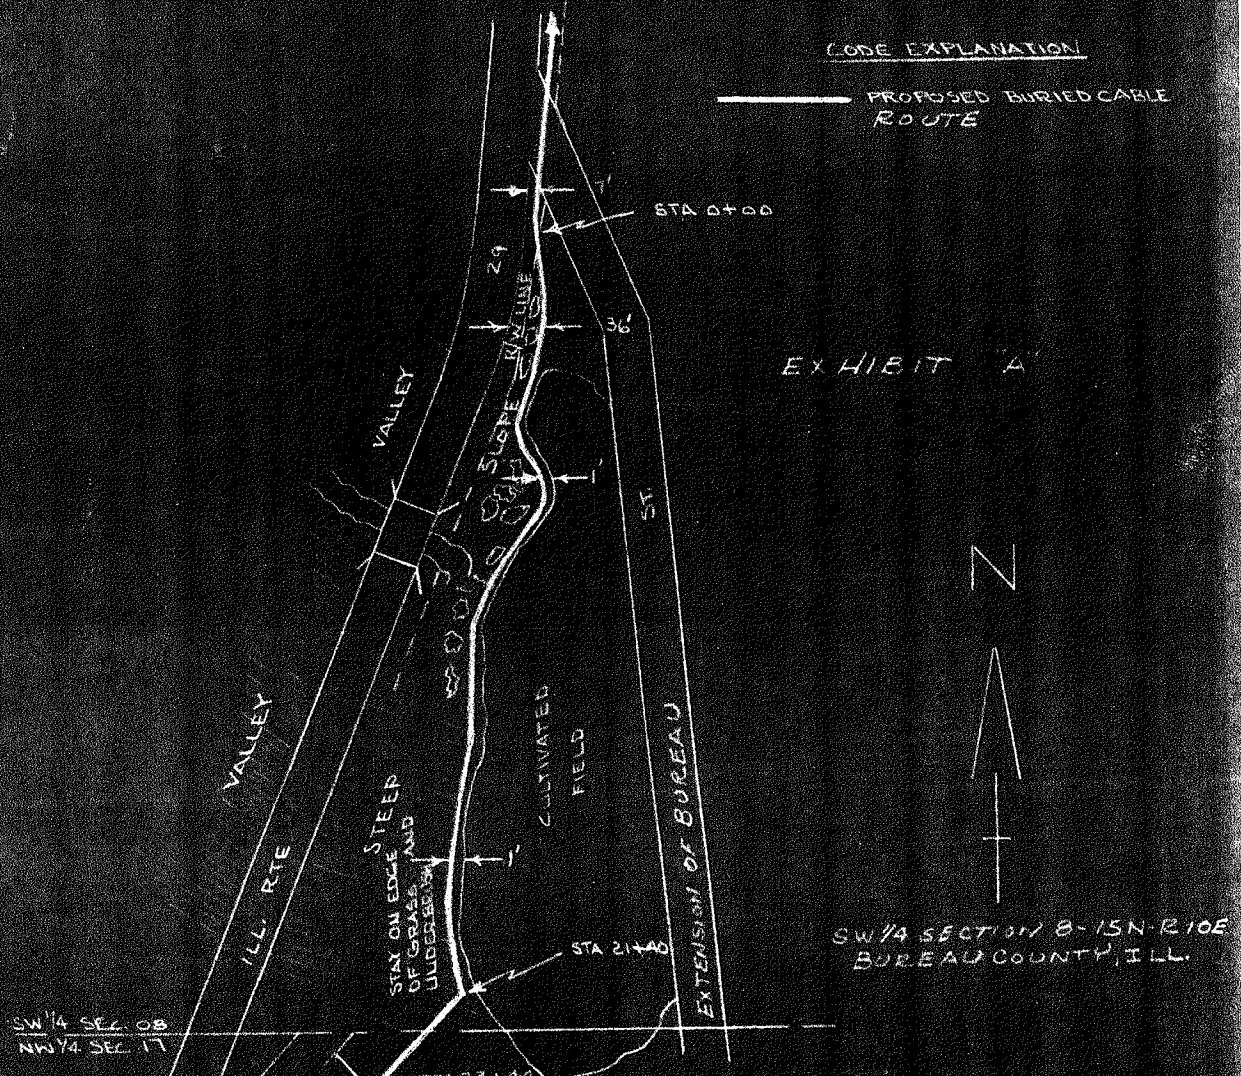 CODE EXPLANATION
PROPOSED BURIED CABLE
ROUTE
7'
STA 0+00
29
R/W LINE
36'
EXHIBIT "A"
VALLEY
SLOPE
1'
ST.
N
VALLEY
CULTIVATED
FIELD
STEEP
STAY ON EDGE
OF GRASS AND
UNDERBRUSH
1'
ILL. RTE
EXTENSION OF BUREAU
STA 21+40
SW 1/4 SECTION 8-15N-R10E
BUREAU COUNTY, ILL.
SW 1/4 SEC. 08
NW 1/4 SEC 17